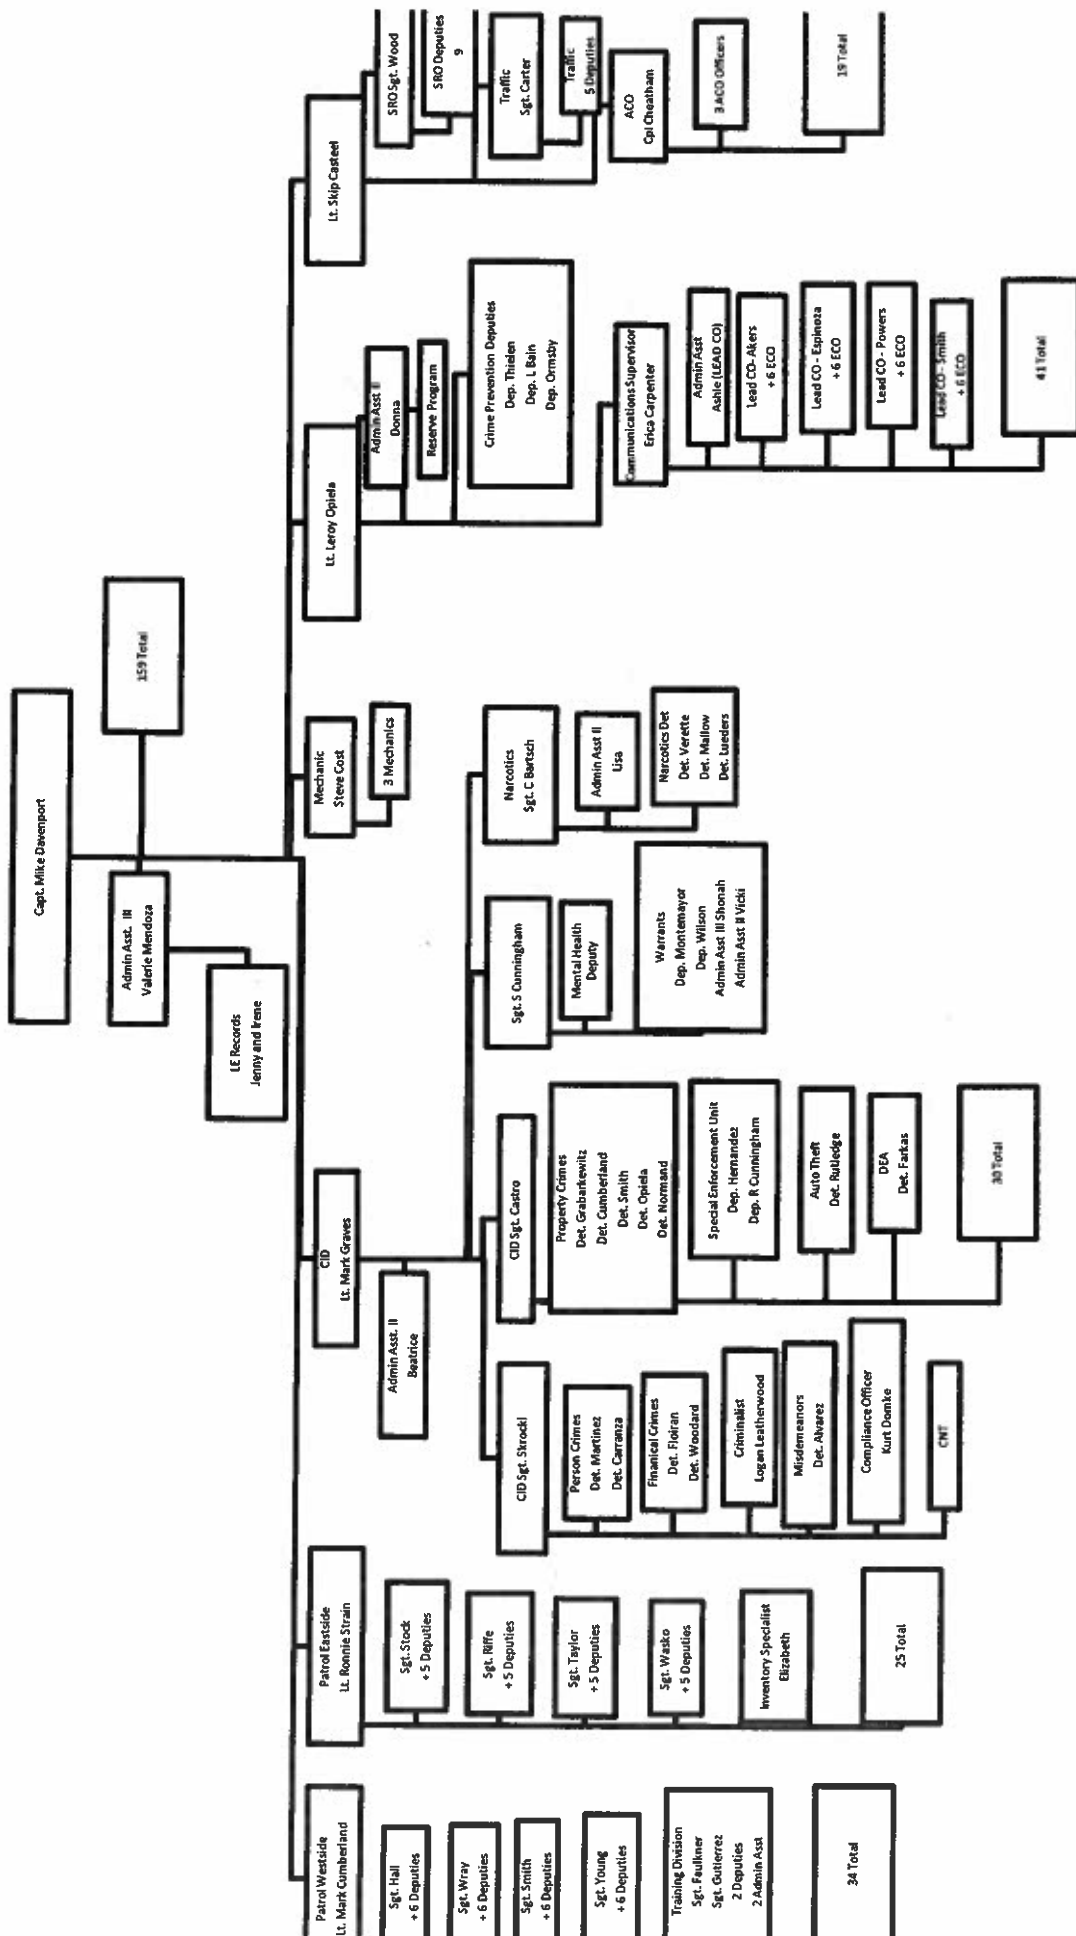 Capt. Mike Davenport
159 Total
Admin Asst. III
Valerie Mendoza
LE Records
Jenny and Irene
Patrol Westside
Lt. Mark Cumberland
Sgt. Hall
+ 6 Deputies
Sgt. Wray
+ 6 Deputies
Sgt. Smith
+ 6 Deputies
Sgt. Young
+ 6 Deputies
Training Division
Sgt. Faulkner
Sgt. Gutierrez
2 Deputies
2 Admin Asst
34 Total
Patrol Eastside
Lt. Ronnie Strain
Sgt. Stock
+ 5 Deputies
Sgt. Riffe
+ 5 Deputies
Sgt. Taylor
+ 5 Deputies
Sgt. Wasko
+ 5 Deputies
Inventory Specialist
Elizabeth
25 Total
CID
Lt. Mark Graves
Admin Asst. II
Beatrice
CID Sgt. Skrocki
Person Crimes
Det. Martinez
Det. Carranza
Finanical Crimes
Det. Floiran
Det. Woodard
Criminalist
Logan Leatherwood
Misdemeanors
Det. Alvarez
Compliance Officer
Kurt Domke
CNT
CID Sgt. Castro
Property Crimes
Det. Grabarkewitz
Det. Cumberland
Det. Smith
Det. Opiela
Det. Normand
Special Enforcement Unit
Dep. Hernandez
Dep. R Cunningham
Auto Theft
Det. Rutledge
DEA
Det. Farkas
30 Total
Sgt. S Cunningham
Mental Health
Deputy
Warrants
Dep. Montemayor
Dep. Wilson
Admin Asst III Shonah
Admin Asst II Vicki
Narcotics
Sgt. C Bartsch
Admin Asst II
Lisa
Narcotics Det
Det. Verette
Det. Mallow
Det. Lueders
Mechanic
Steve Cost
3 Mechanics
Lt. Leroy Opiela
Admin Asst II
Donna
Reserve Program
Crime Prevention Deputies
Dep. Thielen
Dep. L Bain
Dep. Ormsby
Communications Supervisor
Erica Carpenter
Admin Asst
Ashle (LEAD CO)
Lead CO- Akers
+ 6 ECO
Lead CO - Espinoza
+ 6 ECO
Lead CO - Powers
+ 6 ECO
Lead CO - Smith
+ 6 ECO
41 Total
Lt. Skip Casteel
SRO Sgt. Wood
SRO Deputies
9
Traffic
Sgt. Carter
Traffic
5 Deputies
ACO
Cpl Cheatham
3 ACO Officers
19 Total